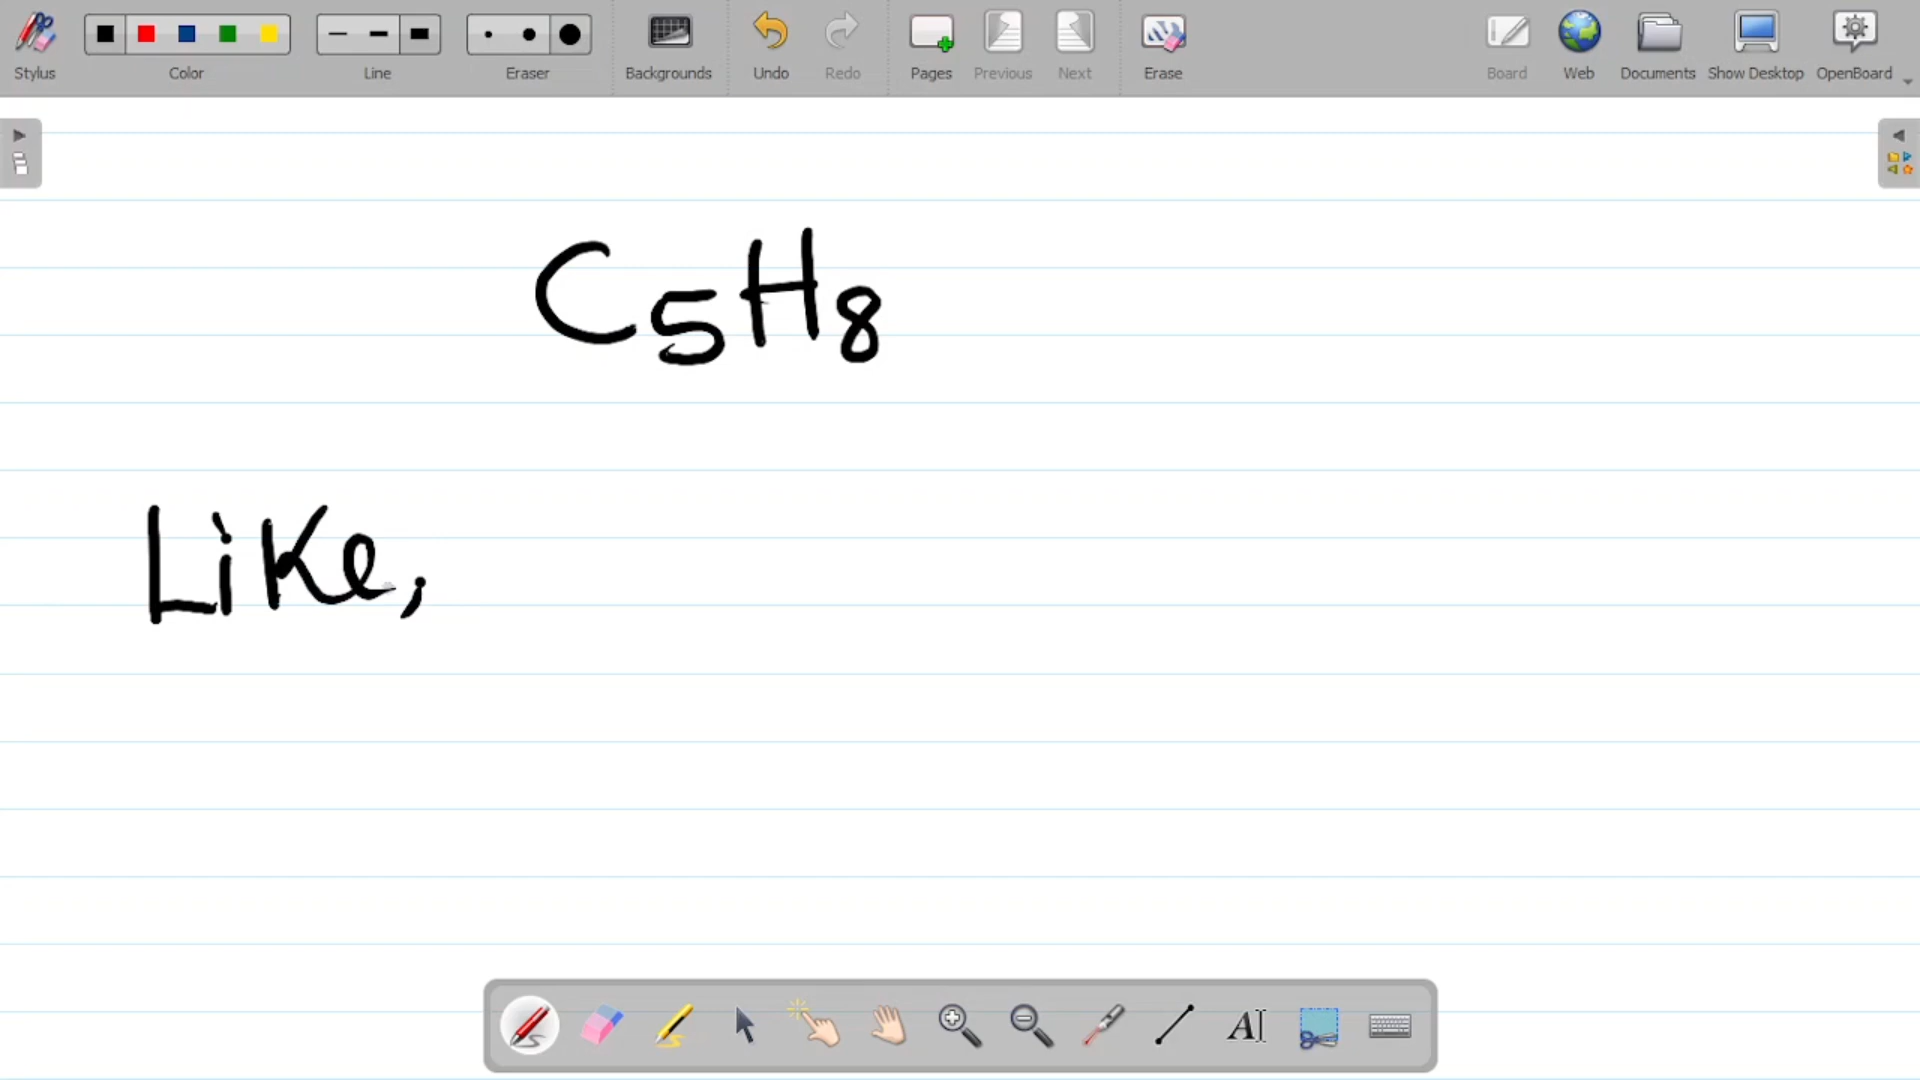 Stylus Color Line Eraser Backgrounds Undo Redo Pages Previous Next Erase Board Web Documents Show Desktop OpenBoard
C5H8
Like,